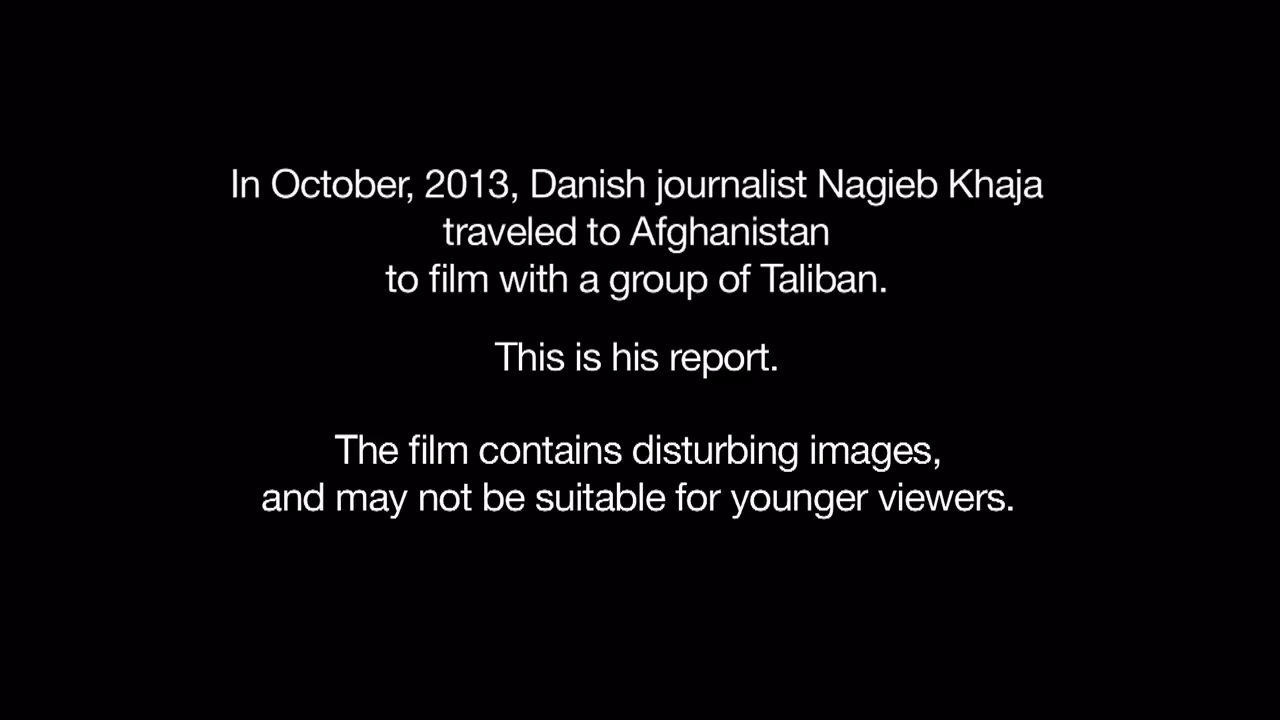 In October, 2013, Danish journalist Nagieb Khaja
traveled to Afghanistan
to film with a group of Taliban.
This is his report.
The film contains disturbing images,
and may not be suitable for younger viewers.